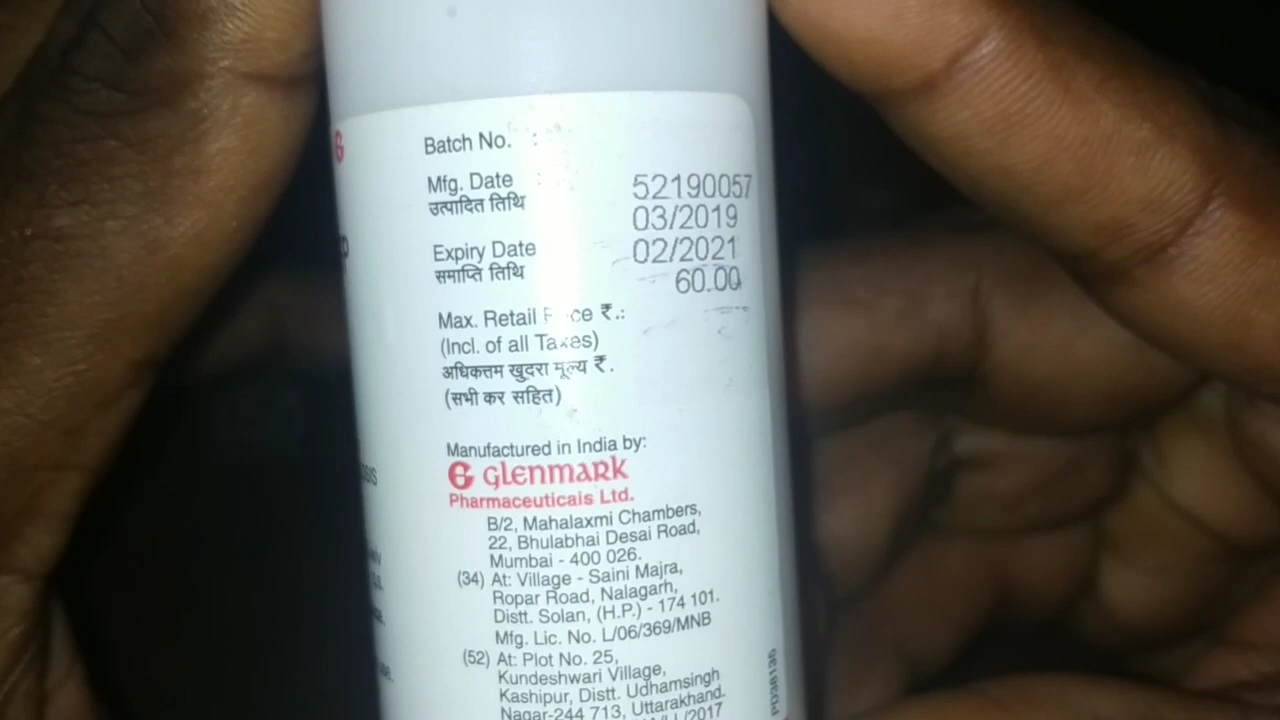 Batch No. :
52190057
Mfg. Date
उत्पादित तिथि
03/2019
Expiry Date
समाप्ति तिथि
02/2021
60.00
Max. Retail ce ₹.:
(Incl. of all Taxes)
अधिकतम खुदरा मूल्य ₹.
(सभी कर सहित)
Manufactured in India by:
G glenmark
Pharmaceuticals Ltd.
B/2, Mahalaxmi Chambers,
22, Bhulabhai Desai Road,
Mumbai - 400 026.
(34) At: Village - Saini Majra,
Ropar Road, Nalagarh,
Distt. Solan, (H.P.) - 174 101.
Mfg. Lic. No. L/06/369/MNB
(52) At: Plot No. 25,
Kundeshwari Village,
Kashipur, Distt. Udhamsingh
Nagar-244 713, Uttarakhand.
PD38136